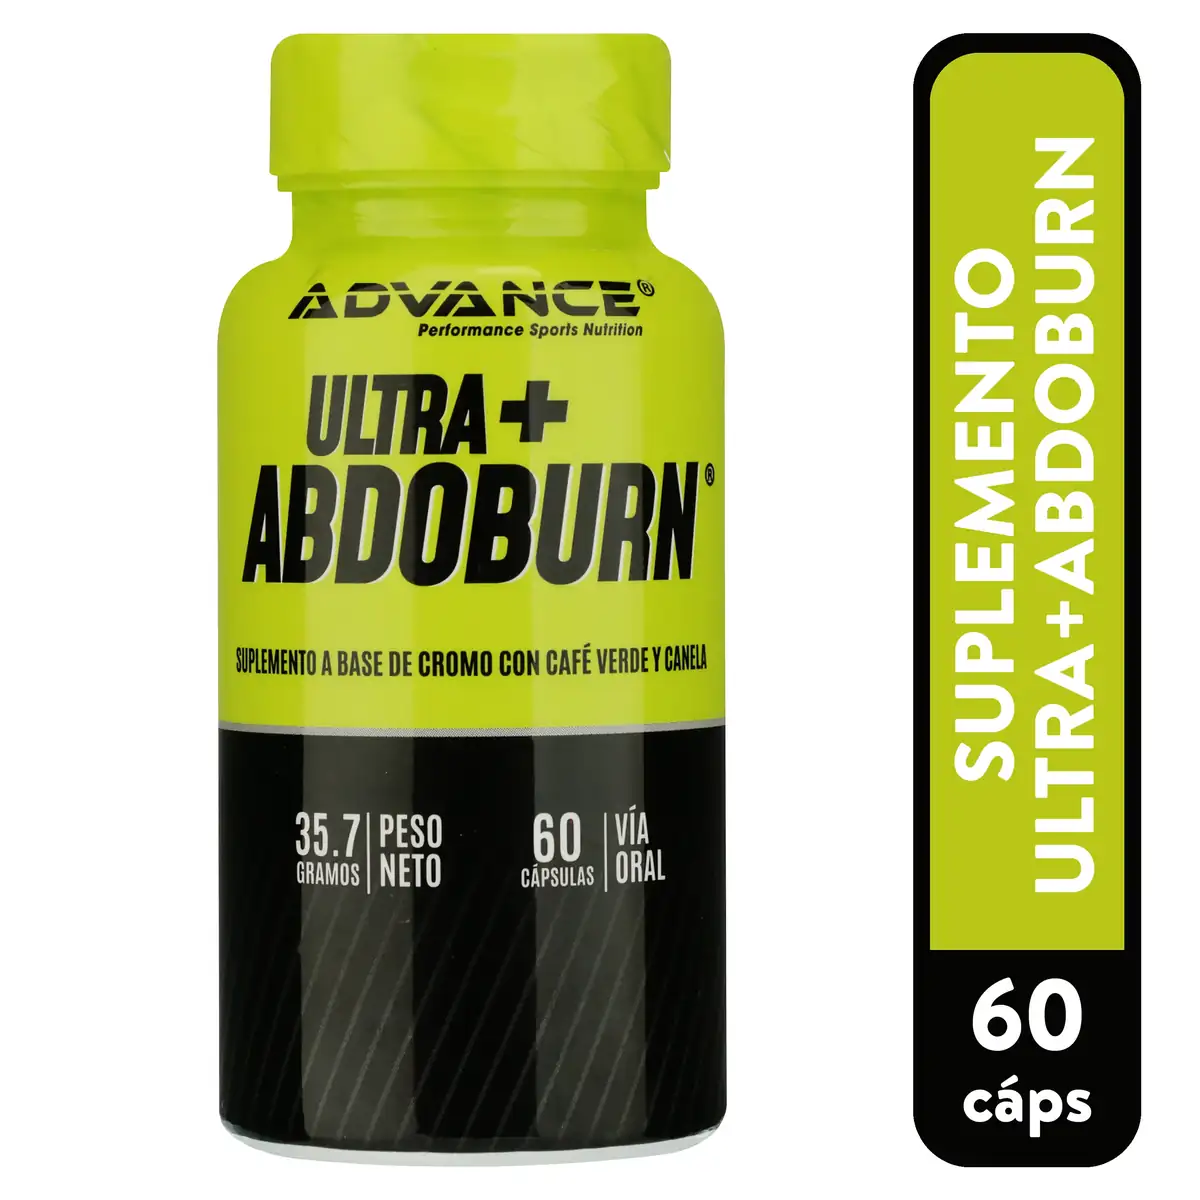 ADVANCE®
Performance Sports Nutrition
ULTRA +
ABDOBURN®
SUPLEMENTO A BASE DE CROMO CON CAFÉ VERDE Y CANELA
35.7
GRAMOS
PESO
NETO
60
CÁPSULAS
VÍA
ORAL
SUPLEMENTO
ULTRA+ABDOBURN
60
cáps